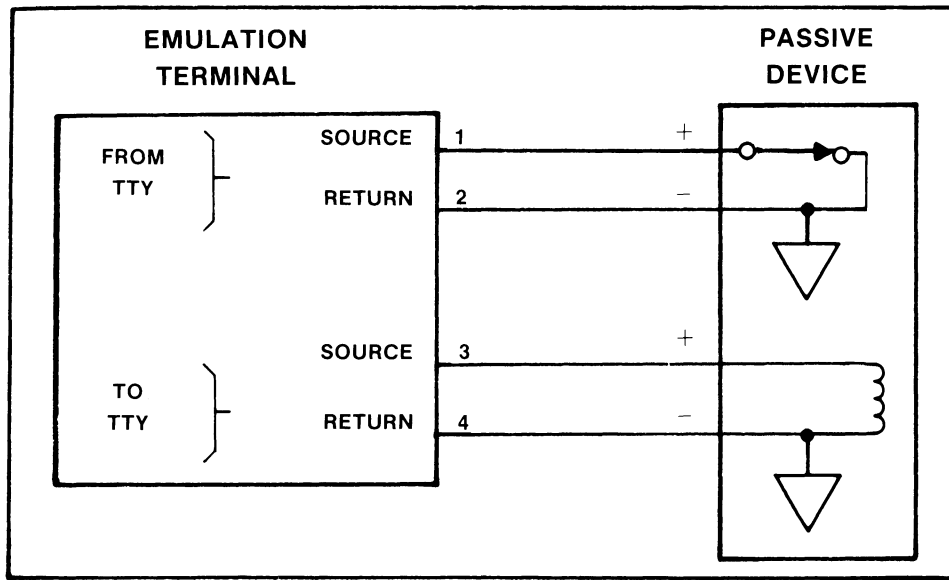 EMULATION
TERMINAL
PASSIVE
DEVICE
FROM
TTY
SOURCE 1 +
RETURN 2 −
TO
TTY
SOURCE 3 +
RETURN 4 −